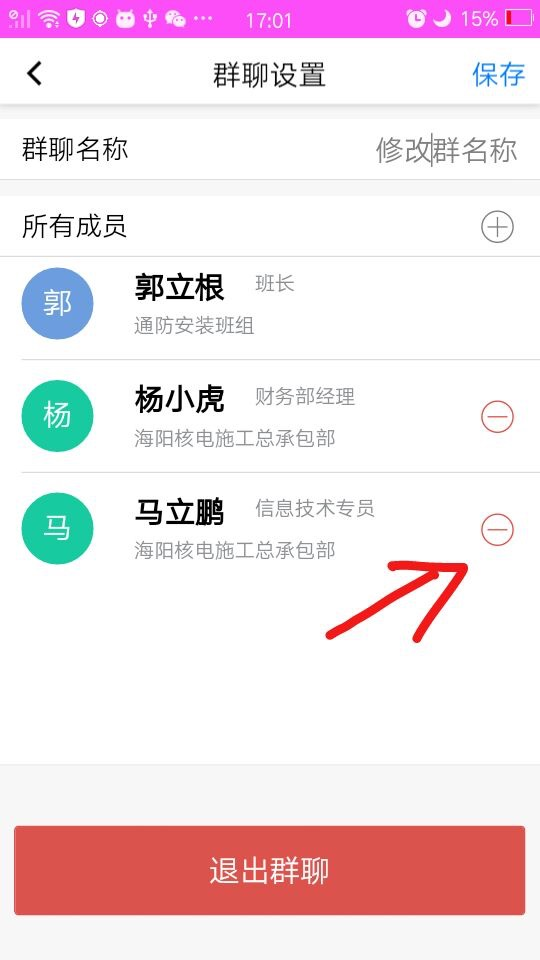 17:01
15%
群聊设置
保存
群聊名称
修改群名称
所有成员
郭
郭立根 班长
通防安装班组
杨
杨小虎 财务部经理
海阳核电施工总承包部
马
马立鹏 信息技术专员
海阳核电施工总承包部
退出群聊